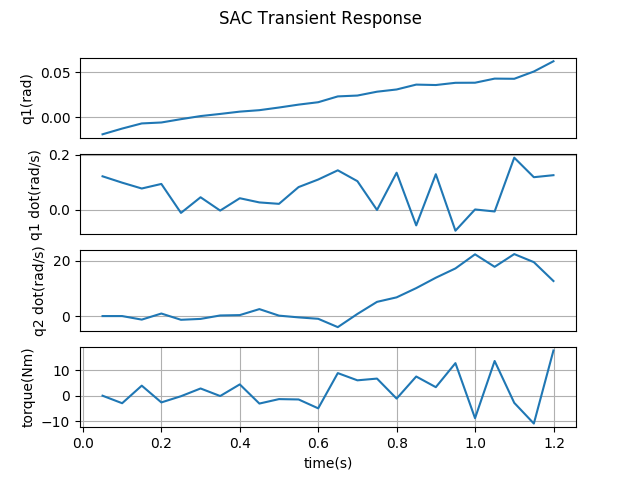 SAC Transient Response
q1(rad)
0.05
0.00
q1 dot(rad/s)
0.2
0.0
q2 dot(rad/s)
20
0
torque(Nm)
10
0
−10
0.0 0.2 0.4 0.6 0.8 1.0 1.2
time(s)